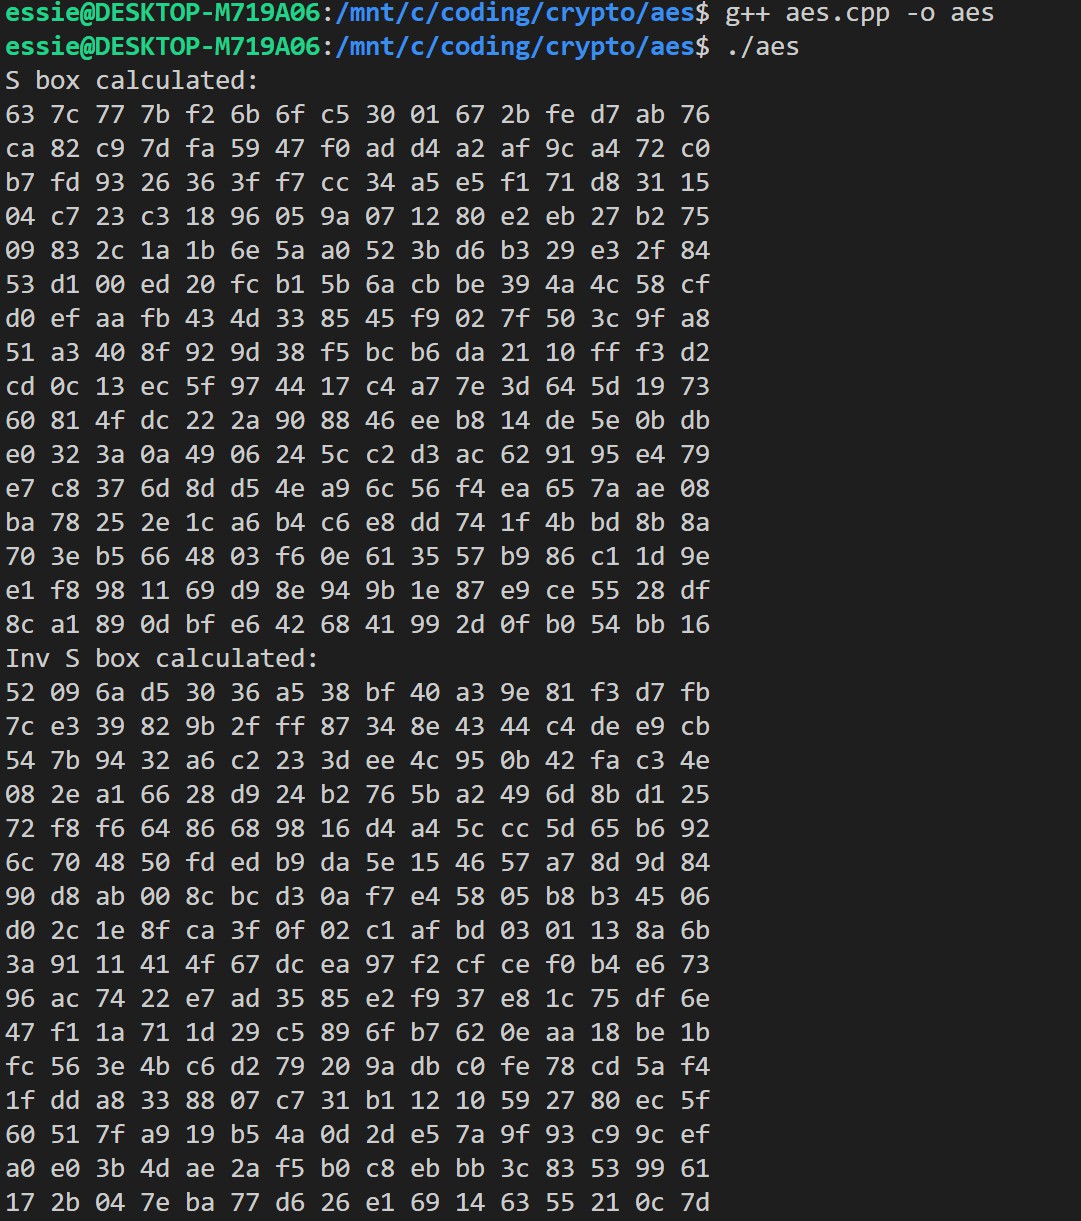 essie@DESKTOP-M719A06:/mnt/c/coding/crypto/aes$ g++ aes.cpp -o aes
essie@DESKTOP-M719A06:/mnt/c/coding/crypto/aes$ ./aes
S box calculated:
63 7c 77 7b f2 6b 6f c5 30 01 67 2b fe d7 ab 76
ca 82 c9 7d fa 59 47 f0 ad d4 a2 af 9c a4 72 c0
b7 fd 93 26 36 3f f7 cc 34 a5 e5 f1 71 d8 31 15
04 c7 23 c3 18 96 05 9a 07 12 80 e2 eb 27 b2 75
09 83 2c 1a 1b 6e 5a a0 52 3b d6 b3 29 e3 2f 84
53 d1 00 ed 20 fc b1 5b 6a cb be 39 4a 4c 58 cf
d0 ef aa fb 43 4d 33 85 45 f9 02 7f 50 3c 9f a8
51 a3 40 8f 92 9d 38 f5 bc b6 da 21 10 ff f3 d2
cd 0c 13 ec 5f 97 44 17 c4 a7 7e 3d 64 5d 19 73
60 81 4f dc 22 2a 90 88 46 ee b8 14 de 5e 0b db
e0 32 3a 0a 49 06 24 5c c2 d3 ac 62 91 95 e4 79
e7 c8 37 6d 8d d5 4e a9 6c 56 f4 ea 65 7a ae 08
ba 78 25 2e 1c a6 b4 c6 e8 dd 74 1f 4b bd 8b 8a
70 3e b5 66 48 03 f6 0e 61 35 57 b9 86 c1 1d 9e
e1 f8 98 11 69 d9 8e 94 9b 1e 87 e9 ce 55 28 df
8c a1 89 0d bf e6 42 68 41 99 2d 0f b0 54 bb 16
Inv S box calculated:
52 09 6a d5 30 36 a5 38 bf 40 a3 9e 81 f3 d7 fb
7c e3 39 82 9b 2f ff 87 34 8e 43 44 c4 de e9 cb
54 7b 94 32 a6 c2 23 3d ee 4c 95 0b 42 fa c3 4e
08 2e a1 66 28 d9 24 b2 76 5b a2 49 6d 8b d1 25
72 f8 f6 64 86 68 98 16 d4 a4 5c cc 5d 65 b6 92
6c 70 48 50 fd ed b9 da 5e 15 46 57 a7 8d 9d 84
90 d8 ab 00 8c bc d3 0a f7 e4 58 05 b8 b3 45 06
d0 2c 1e 8f ca 3f 0f 02 c1 af bd 03 01 13 8a 6b
3a 91 11 41 4f 67 dc ea 97 f2 cf ce f0 b4 e6 73
96 ac 74 22 e7 ad 35 85 e2 f9 37 e8 1c 75 df 6e
47 f1 1a 71 1d 29 c5 89 6f b7 62 0e aa 18 be 1b
fc 56 3e 4b c6 d2 79 20 9a db c0 fe 78 cd 5a f4
1f dd a8 33 88 07 c7 31 b1 12 10 59 27 80 ec 5f
60 51 7f a9 19 b5 4a 0d 2d e5 7a 9f 93 c9 9c ef
a0 e0 3b 4d ae 2a f5 b0 c8 eb bb 3c 83 53 99 61
17 2b 04 7e ba 77 d6 26 e1 69 14 63 55 21 0c 7d